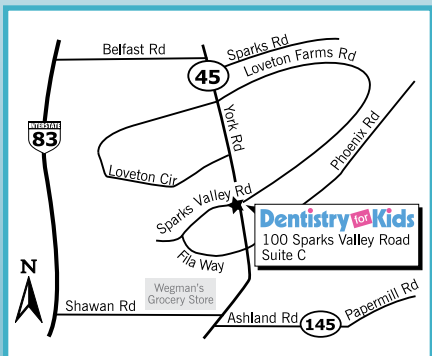 Belfast Rd
Sparks Rd
Loveton Farms Rd
45
INTERSTATE
83
York Rd
Phoenix Rd
Loveton Cir
Sparks Valley Rd
Dentistry for Kids
100 Sparks Valley Road
Suite C
Fila Way
N
Wegman's
Grocery Store
Shawan Rd
Ashland Rd
145
Papermill Rd